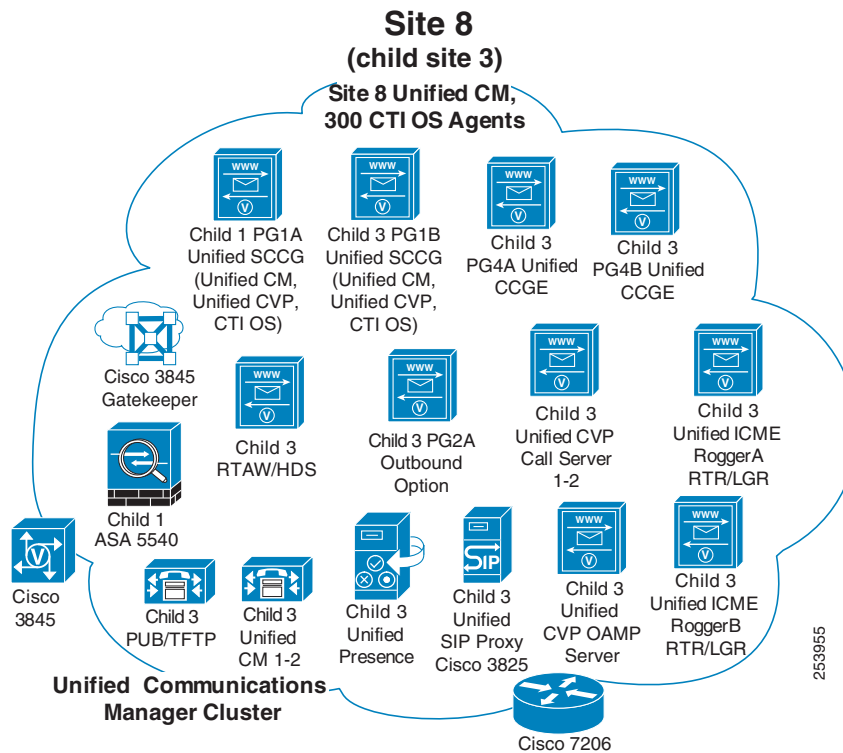 Site 8
(child site 3)
Site 8 Unified CM,
300 CTI OS Agents
WWW
V
Child 1 PG1A
Unified SCCG
(Unified CM,
Unified CVP,
CTI OS)
WWW
V
Child 3 PG1B
Unified SCCG
(Unified CM,
Unified CVP,
CTI OS)
WWW
V
Child 3
PG4A Unified
CCGE
WWW
V
Child 3
PG4B Unified
CCGE
Cisco 3845
Gatekeeper
WWW
V
Child 3
RTAW/HDS
WWW
V
Child 3 PG2A
Outbound
Option
WWW
V
Child 3
Unified CVP
Call Server
1-2
WWW
V
Child 3
Unified ICME
RoggerA
RTR/LGR
Child 1
ASA 5540
V
Cisco
3845
Child 3
PUB/TFTP
Child 3
Unified
CM 1-2
Child 3
Unified
Presence
SIP
Child 3
Unified
SIP Proxy
Cisco 3825
WWW
V
Child 3
Unified
CVP OAMP
Server
WWW
V
Child 3
Unified ICME
RoggerB
RTR/LGR
253955
Unified Communications
Manager Cluster
Cisco 7206